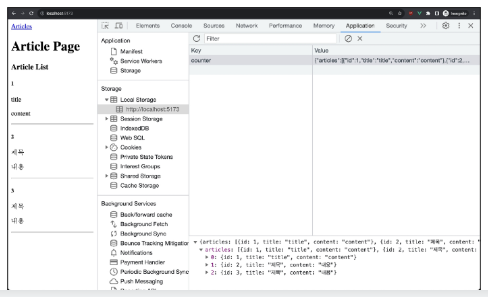 localhost:5173
Incognito
Articles
Article Page
Article List
1
title
content
2
제목
내용
3
제목
내용
Elements
Console
Sources
Network
Performance
Memory
Application
Security
Application
Manifest
Service Workers
Storage
Storage
Local Storage
http://localhost:5173
Session Storage
IndexedDB
Web SQL
Cookies
Private State Tokens
Interest Groups
Shared Storage
Cache Storage
Background Services
Back/forward cache
Background Fetch
Background Sync
Bounce Tracking Mitigation
Notifications
Payment Handler
Periodic Background Sync
Push Messaging
Filter
Key
Value
counter
{"articles":[{"id":1,"title":"title","content":"content"},{"id":2,...
{articles: [{id: 1, title: "title", content: "content"}, {id: 2, title: "제목", content: "
articles: [{id: 1, title: "title", content: "content"}, {id: 2, title: "제목", content:
0: {id: 1, title: "title", content: "content"}
1: {id: 2, title: "제목", content: "내용"}
2: {id: 3, title: "제목", content: "내용"}